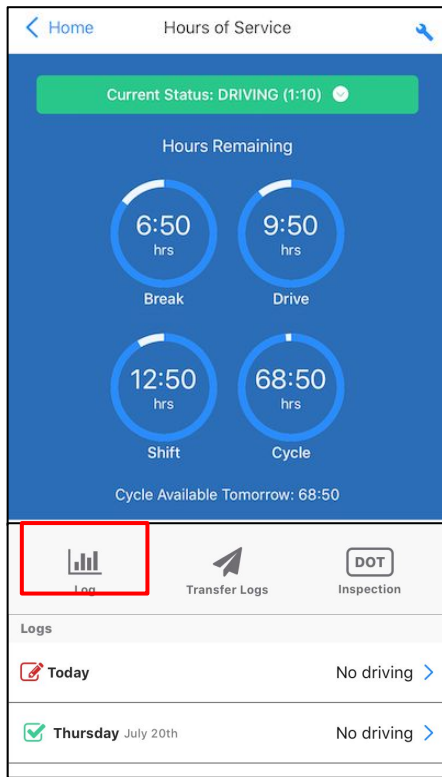 Home Hours of Service
Current Status: DRIVING (1:10)
Hours Remaining
6:50 9:50
hrs hrs
Break Drive
12:50 68:50
hrs hrs
Shift Cycle
Cycle Available Tomorrow: 68:50
DOT
Log Transfer Logs Inspection
Logs
Today No driving
Thursday July 20th No driving